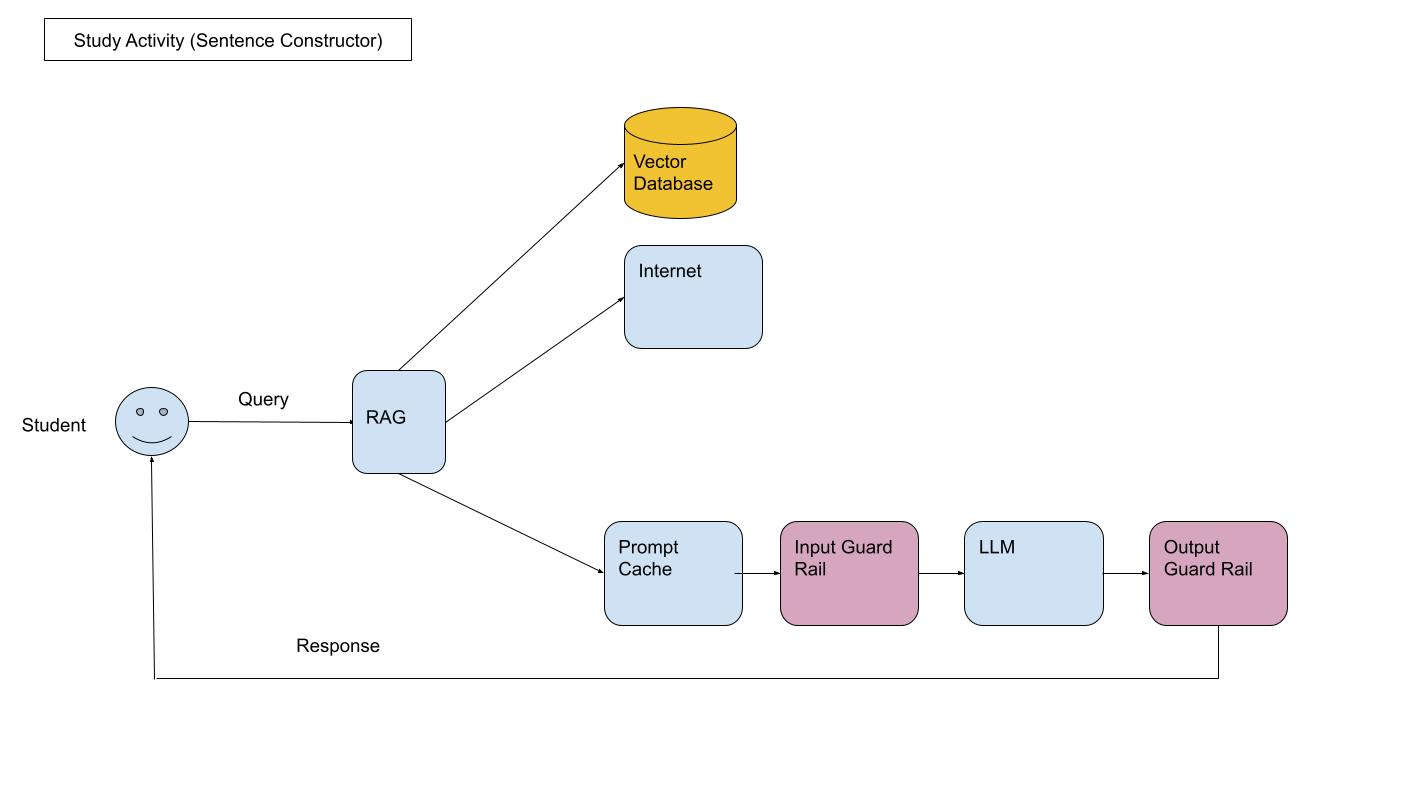 Study Activity (Sentence Constructor)
Vector
Database
Internet
Query
RAG
Student
Prompt
Cache
Input Guard
Rail
LLM
Output
Guard Rail
Response